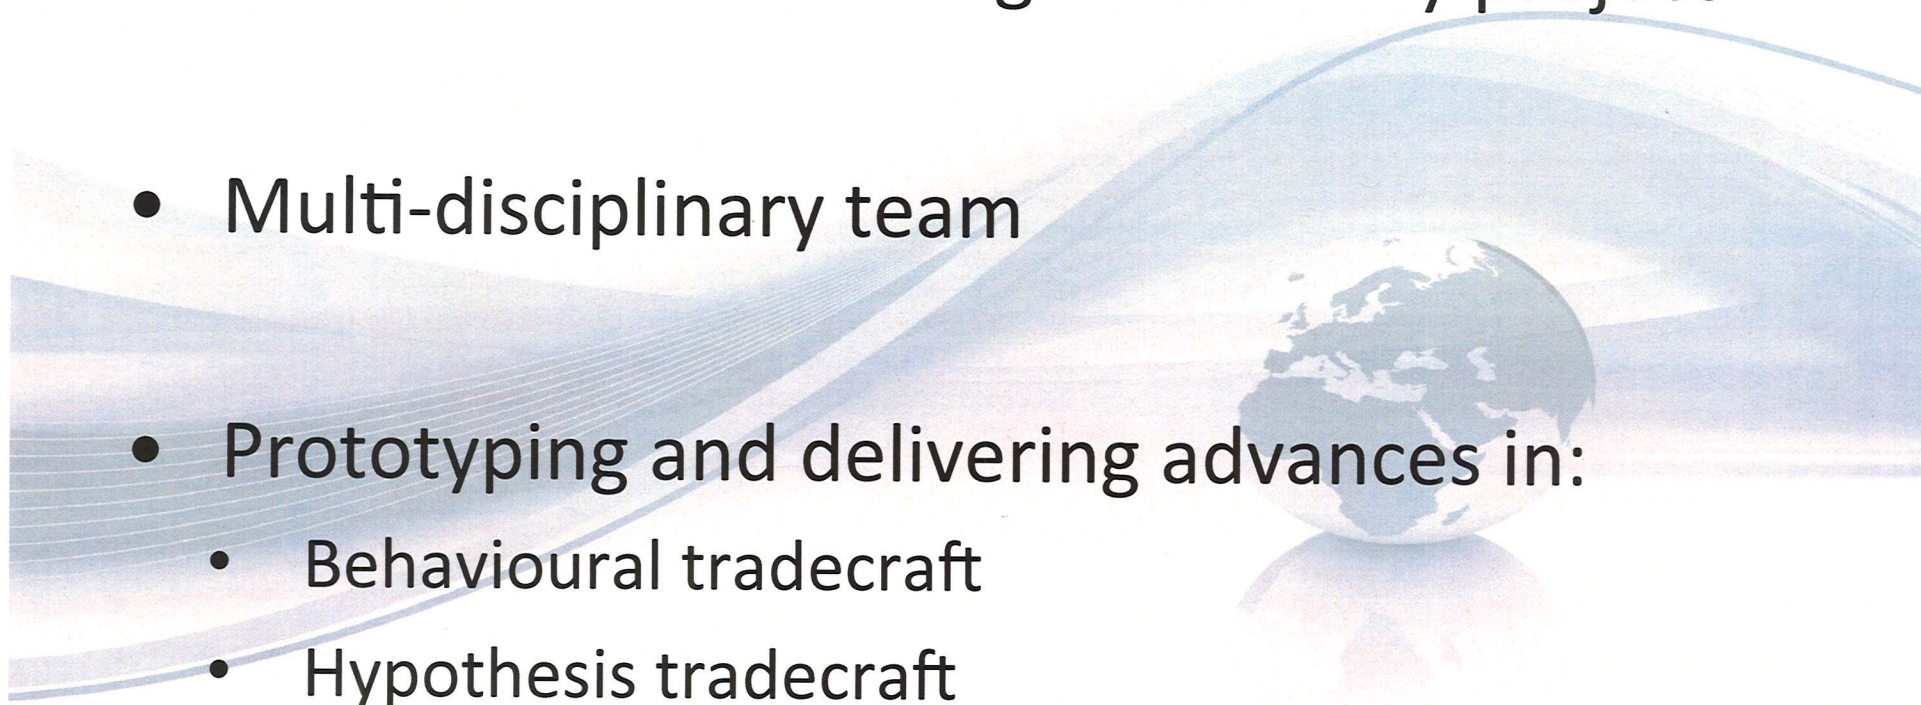 • Multi-disciplinary team
• Prototyping and delivering advances in:
• Behavioural tradecraft
• Hypothesis tradecraft